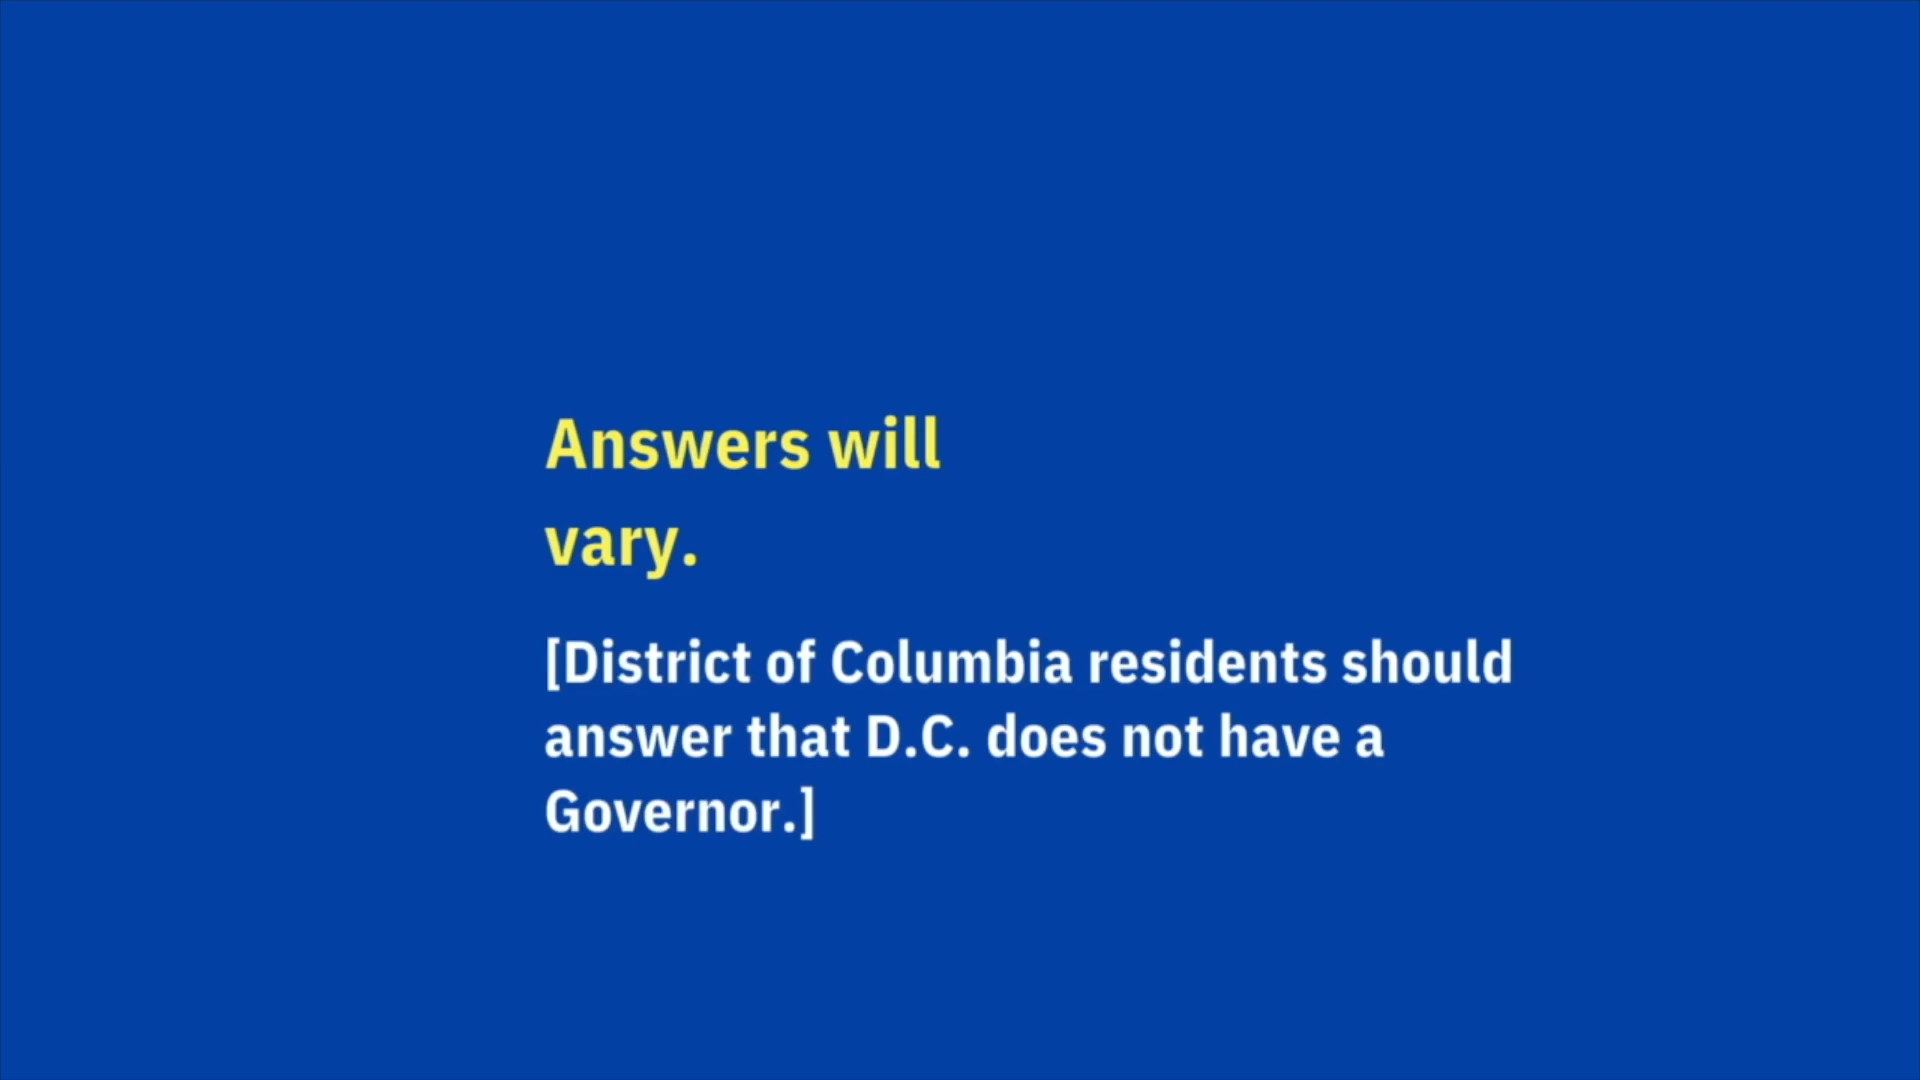 Answers will
vary.
[District of Columbia residents should
answer that D.C. does not have a
Governor.]